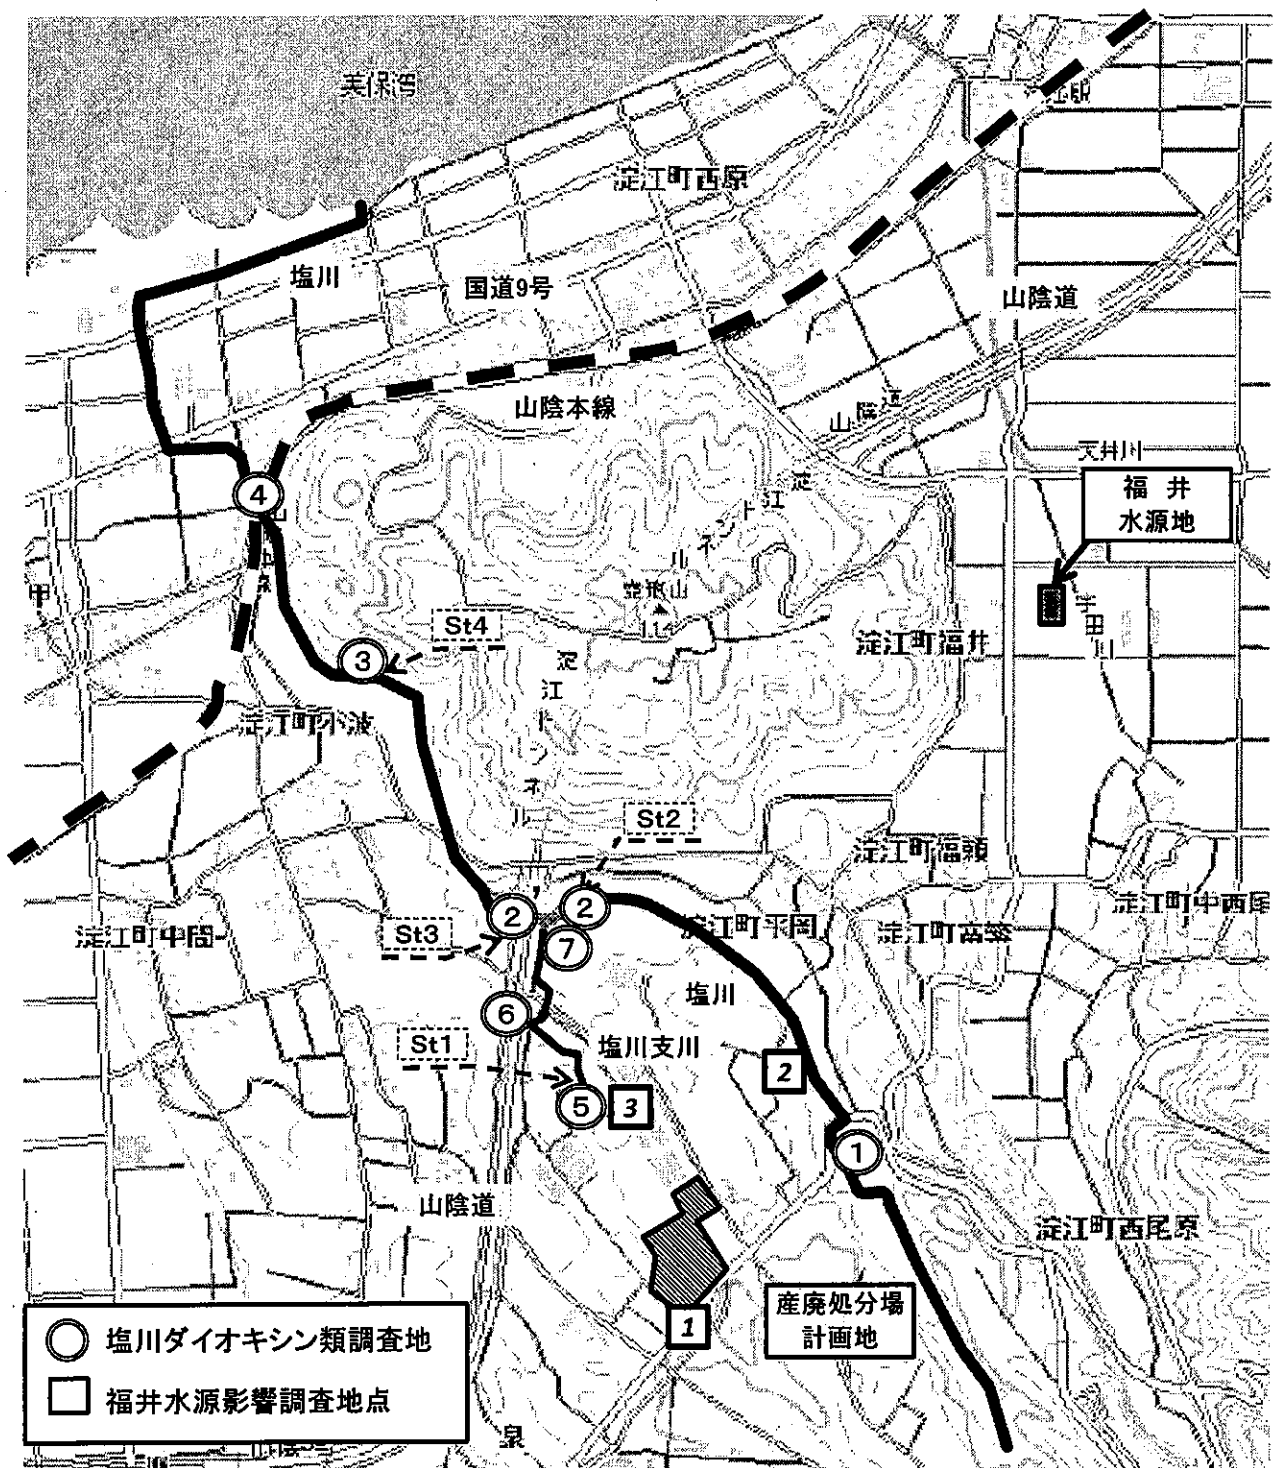 美保湾
淀江町西原
塩川
国道9号
山陰道
山陰本線
山陰道
天井川
福井
水源地
④
淀江トンネル
壺瓶山
114
宇田川
淀江町福井
St4
③
淀江トンネル
淀江町小波
St2
淀江町福頼
②
②
淀江町平岡
淀江町中西尾
淀江町中間
St3
⑦
塩川
⑥
塩川支川
St1
2
⑤
3
①
山陰道
淀江町西尾原
産廃処分場
計画地
1
塩川ダイオキシン類調査地
福井水源影響調査地点
泉